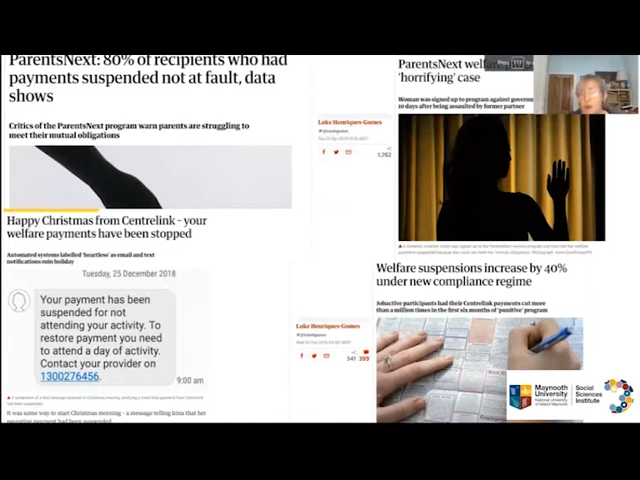 ParentsNext: 80% of recipients who had
payments suspended not at fault, data
shows
Critics of the ParentsNext program warn parents are struggling to
meet their mutual obligations
Luke Henriques-Gomes
1,762
Happy Christmas from Centrelink – your
welfare payments have been stopped
Automated systems labelled 'heartless' as email and text
notifications ruin holiday
Tuesday, 25 December 2018
Your payment has been
suspended for not
attending your activity. To
restore payment you need
to attend a day of activity.
Contact your provider on
1300276456.
9:00 am
It was some way to start Christmas morning – a message telling Irina that her
Luke Henriques-Gomes
541 399
ParentsNext
'horrifying' case
Woman was signed up to program against
10 days after being assaulted by former partner
Welfare suspensions increase by 40%
under new compliance regime
Jobactive participants had their Centrelink payments cut more
than a million times in the first six months of 'punitive' program
Maynooth
University
National University
of Ireland Maynooth
Social
Sciences
Institute